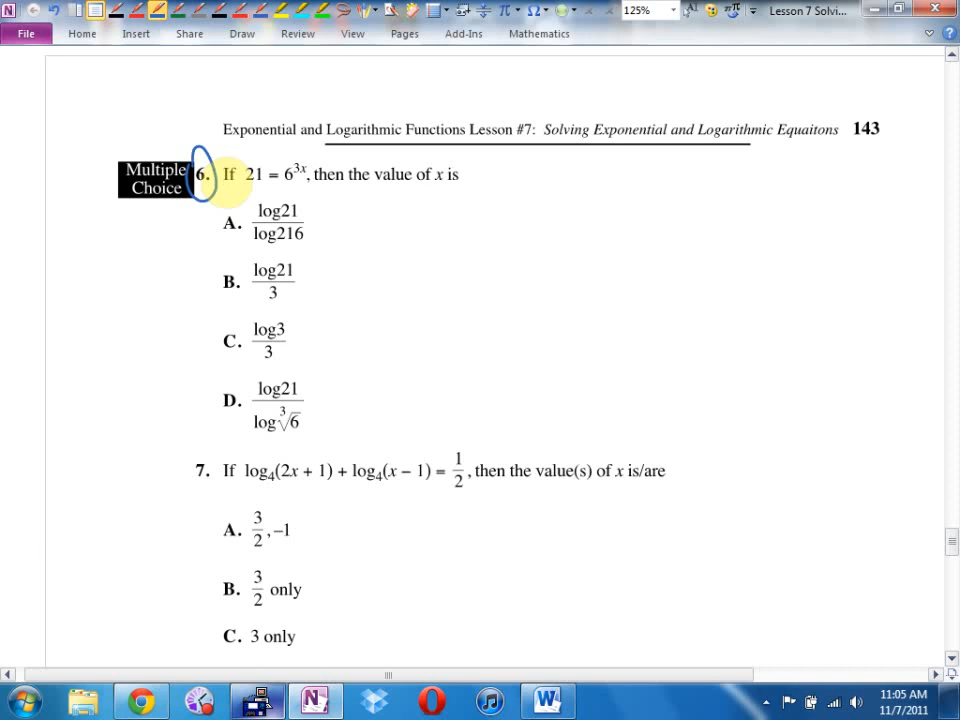 125%
Lesson 7 Solvi...
File Home Insert Share Draw Review View Pages Add-Ins Mathematics
Exponential and Logarithmic Functions Lesson #7: Solving Exponential and Logarithmic Equaitons 143
Multiple
Choice
6. If 21 = 6^{3x}, then the value of x is
A. log21
log216
B. log21
3
C. log3
3
D. log21
log∛6
7. If log₄(2x + 1) + log₄(x − 1) = 1/2, then the value(s) of x is/are
A. 3/2, −1
B. 3/2 only
C. 3 only
11:05 AM
11/7/2011